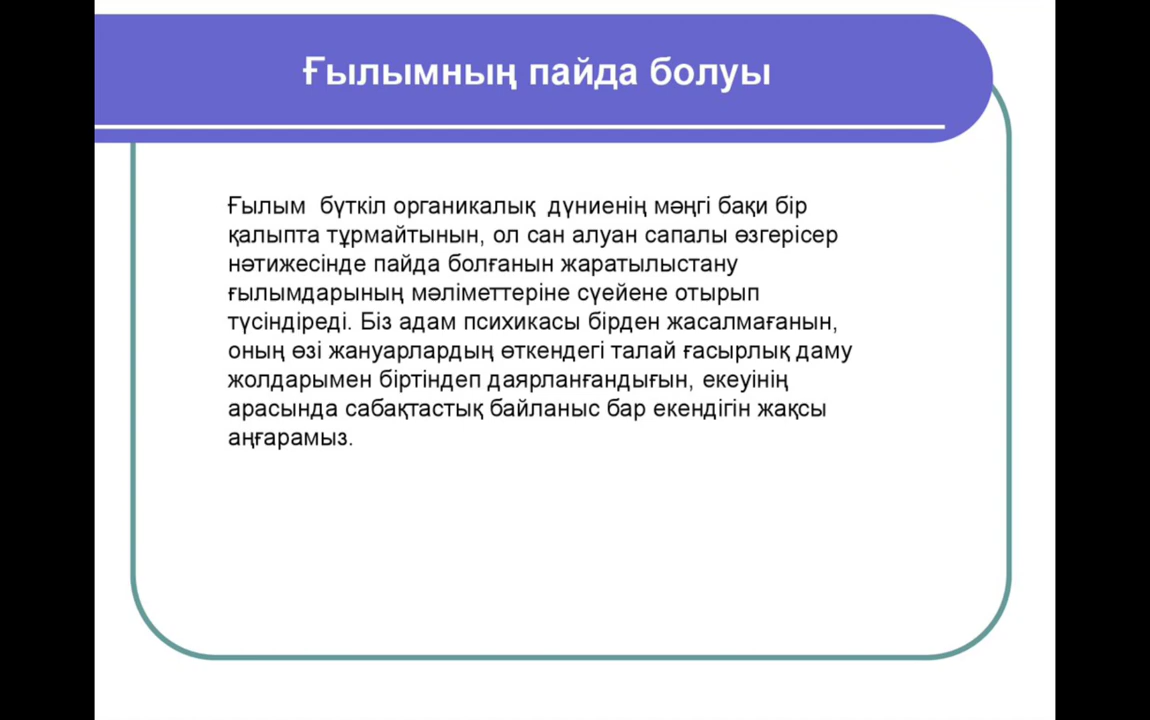 Ғылымның пайда болуы
Ғылым  бүткіл органикалық  дүниенің мәңгі бақи бір
қалыпта тұрмайтынын, ол сан алуан сапалы өзгерісер
нәтижесінде пайда болғанын жаратылыстану
ғылымдарының мәліметтеріне сүейене отырып
түсіндіреді. Біз адам психикасы бірден жасалмағанын,
оның өзі жануарлардың өткендегі талай ғасырлық даму
жолдарымен біртіндеп даярланғандығын, екеуінің
арасында сабақтастық байланыс бар екендігін жақсы
аңғарамыз.